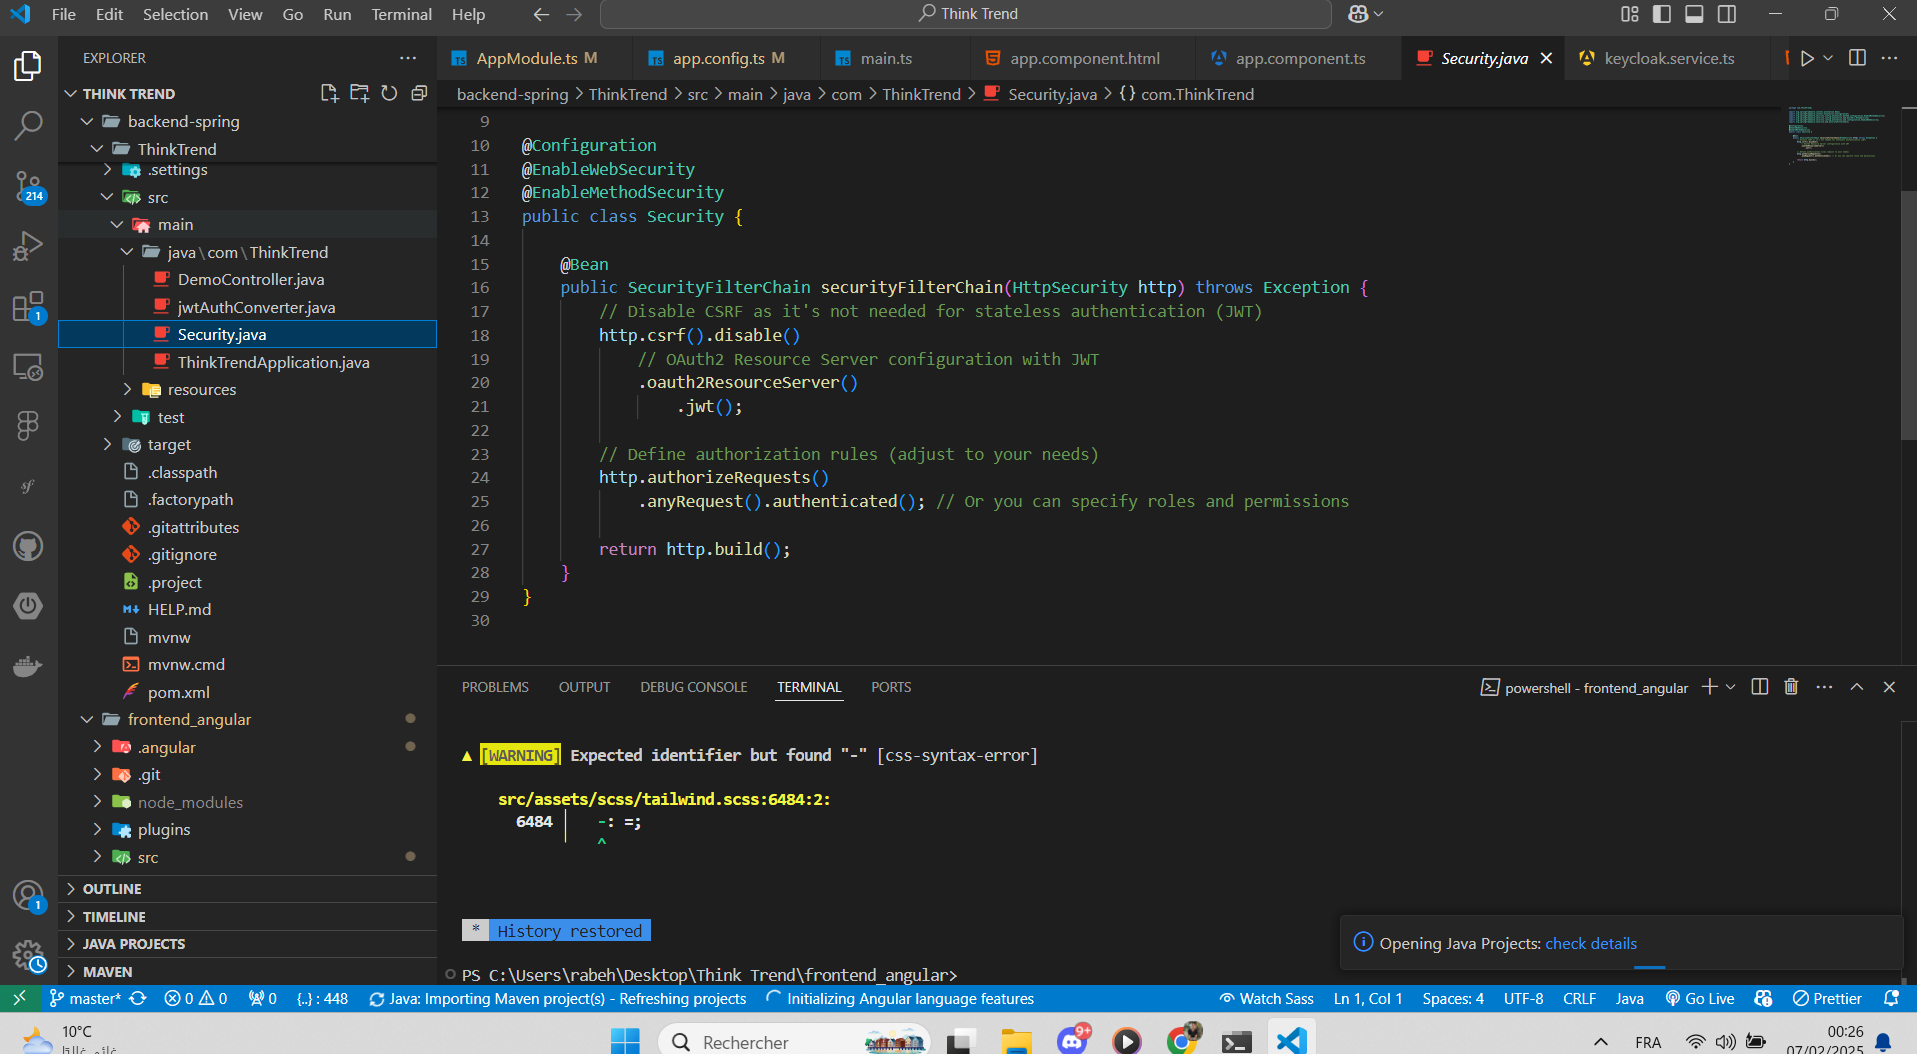 File Edit Selection View Go Run Terminal Help
Think Trend
EXPLORER
THINK TREND
backend-spring
ThinkTrend
.settings
src
main
java\com\ThinkTrend
DemoController.java
jwtAuthConverter.java
Security.java
ThinkTrendApplication.java
resources
test
target
.classpath
.factorypath
.gitattributes
.gitignore
.project
HELP.md
mvnw
mvnw.cmd
pom.xml
frontend_angular
.angular
.git
node_modules
plugins
src
OUTLINE
TIMELINE
JAVA PROJECTS
MAVEN
214
1
1
AppModule.ts M
app.config.ts M
main.ts
app.component.html
app.component.ts
Security.java
keycloak.service.ts
backend-spring > ThinkTrend > src > main > java > com > ThinkTrend > Security.java > {} com.ThinkTrend
9
10 @Configuration
11 @EnableWebSecurity
12 @EnableMethodSecurity
13 public class Security {
14
15 @Bean
16 public SecurityFilterChain securityFilterChain(HttpSecurity http) throws Exception {
17 // Disable CSRF as it's not needed for stateless authentication (JWT)
18 http.csrf().disable()
19 // OAuth2 Resource Server configuration with JWT
20 .oauth2ResourceServer()
21 .jwt();
22
23 // Define authorization rules (adjust to your needs)
24 http.authorizeRequests()
25 .anyRequest().authenticated(); // Or you can specify roles and permissions
26
27 return http.build();
28 }
29 }
30
PROBLEMS OUTPUT DEBUG CONSOLE TERMINAL PORTS
powershell - frontend_angular
▲ [WARNING] Expected identifier but found "-" [css-syntax-error]
src/assets/scss/tailwind.scss:6484:2:
6484 │ -: =;
^
* History restored
PS C:\Users\rabeh\Desktop\Think Trend\frontend_angular>
Opening Java Projects: check details
master* 0 0 0 {..} : 448 Java: Importing Maven project(s) - Refreshing projects Initializing Angular language features
Watch Sass Ln 1, Col 1 Spaces: 4 UTF-8 CRLF Java Go Live Prettier
10°C
Rechercher
9+
FRA
00:26
07/02/2025